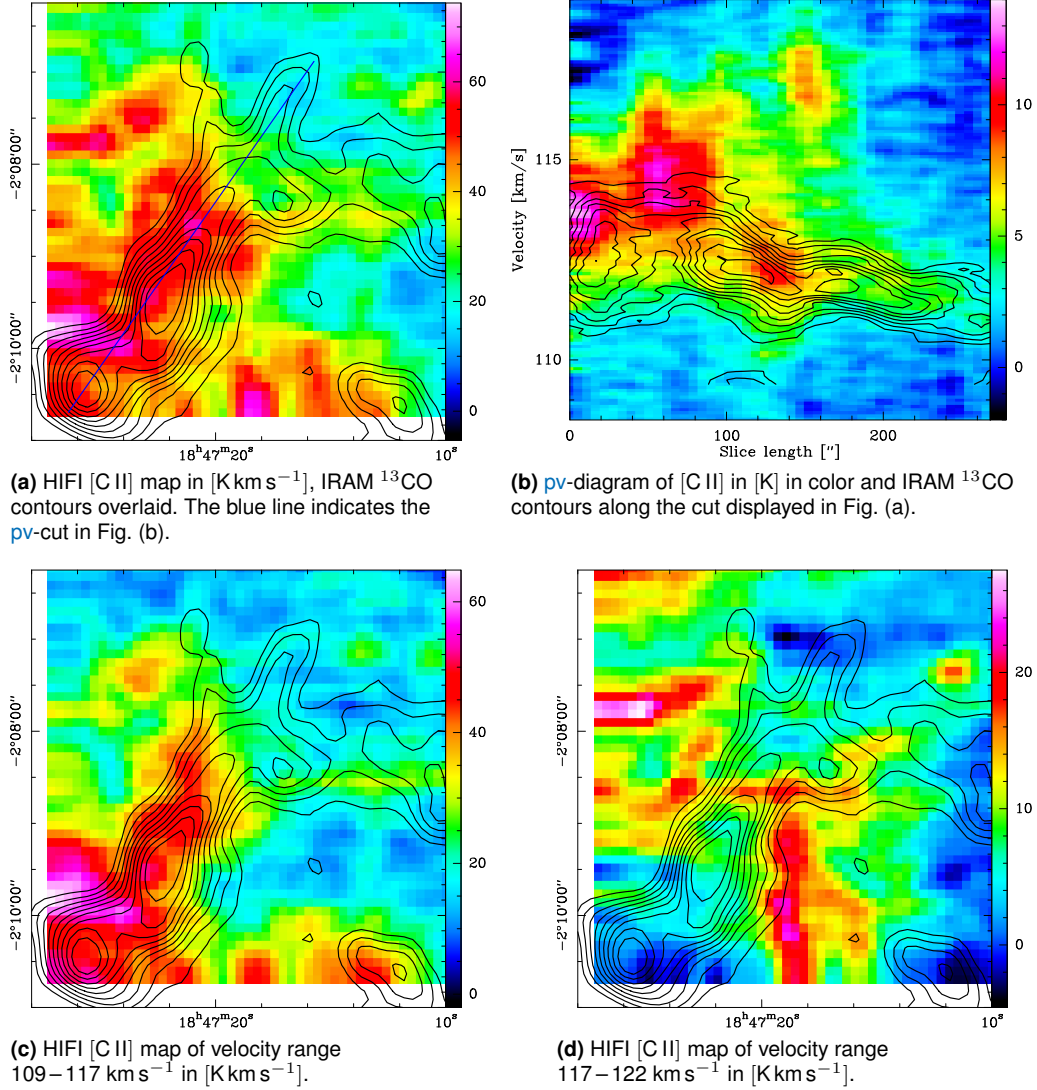 60
40
20
0
-2°08'00"
-2°10'00"
18ʰ47ᵐ20ˢ
10ˢ
(a) HIFI [C II] map in [K km s⁻¹], IRAM ¹³CO
contours overlaid. The blue line indicates the
pv-cut in Fig. (b).
10
5
0
115
110
Velocity [km/s]
0
100
200
Slice length ["]
(b) pv-diagram of [C II] in [K] in color and IRAM ¹³CO
contours along the cut displayed in Fig. (a).
60
40
20
0
-2°08'00"
-2°10'00"
18ʰ47ᵐ20ˢ
10ˢ
(c) HIFI [C II] map of velocity range
109–117 km s⁻¹ in [K km s⁻¹].
20
10
0
-2°08'00"
-2°10'00"
18ʰ47ᵐ20ˢ
10ˢ
(d) HIFI [C II] map of velocity range
117–122 km s⁻¹ in [K km s⁻¹].